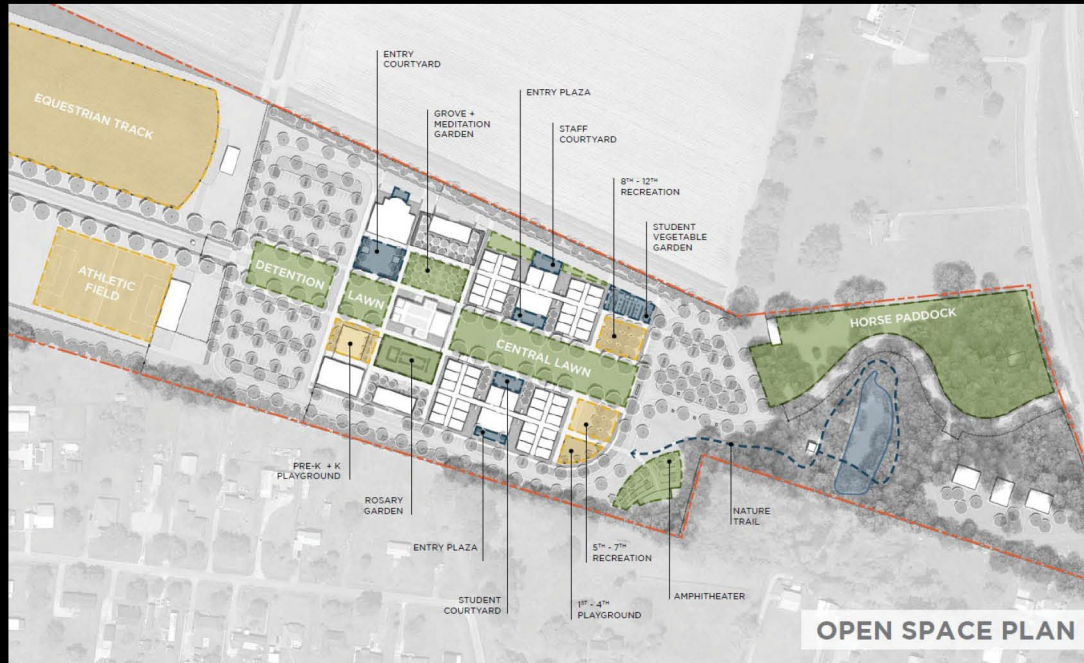 ENTRY
COURTYARD
ENTRY PLAZA
EQUESTRIAN TRACK
GROVE +
MEDITATION
GARDEN
STAFF
COURTYARD
8TH - 12TH
RECREATION
STUDENT
VEGETABLE
GARDEN
DETENTION
ATHLETIC
FIELD
LAWN
HORSE PADDOCK
CENTRAL LAWN
PRE-K + K
PLAYGROUND
ROSARY
GARDEN
NATURE
TRAIL
ENTRY PLAZA
5TH - 7TH
RECREATION
STUDENT
COURTYARD
1ST - 4TH
PLAYGROUND
AMPHITHEATER
OPEN SPACE PLAN